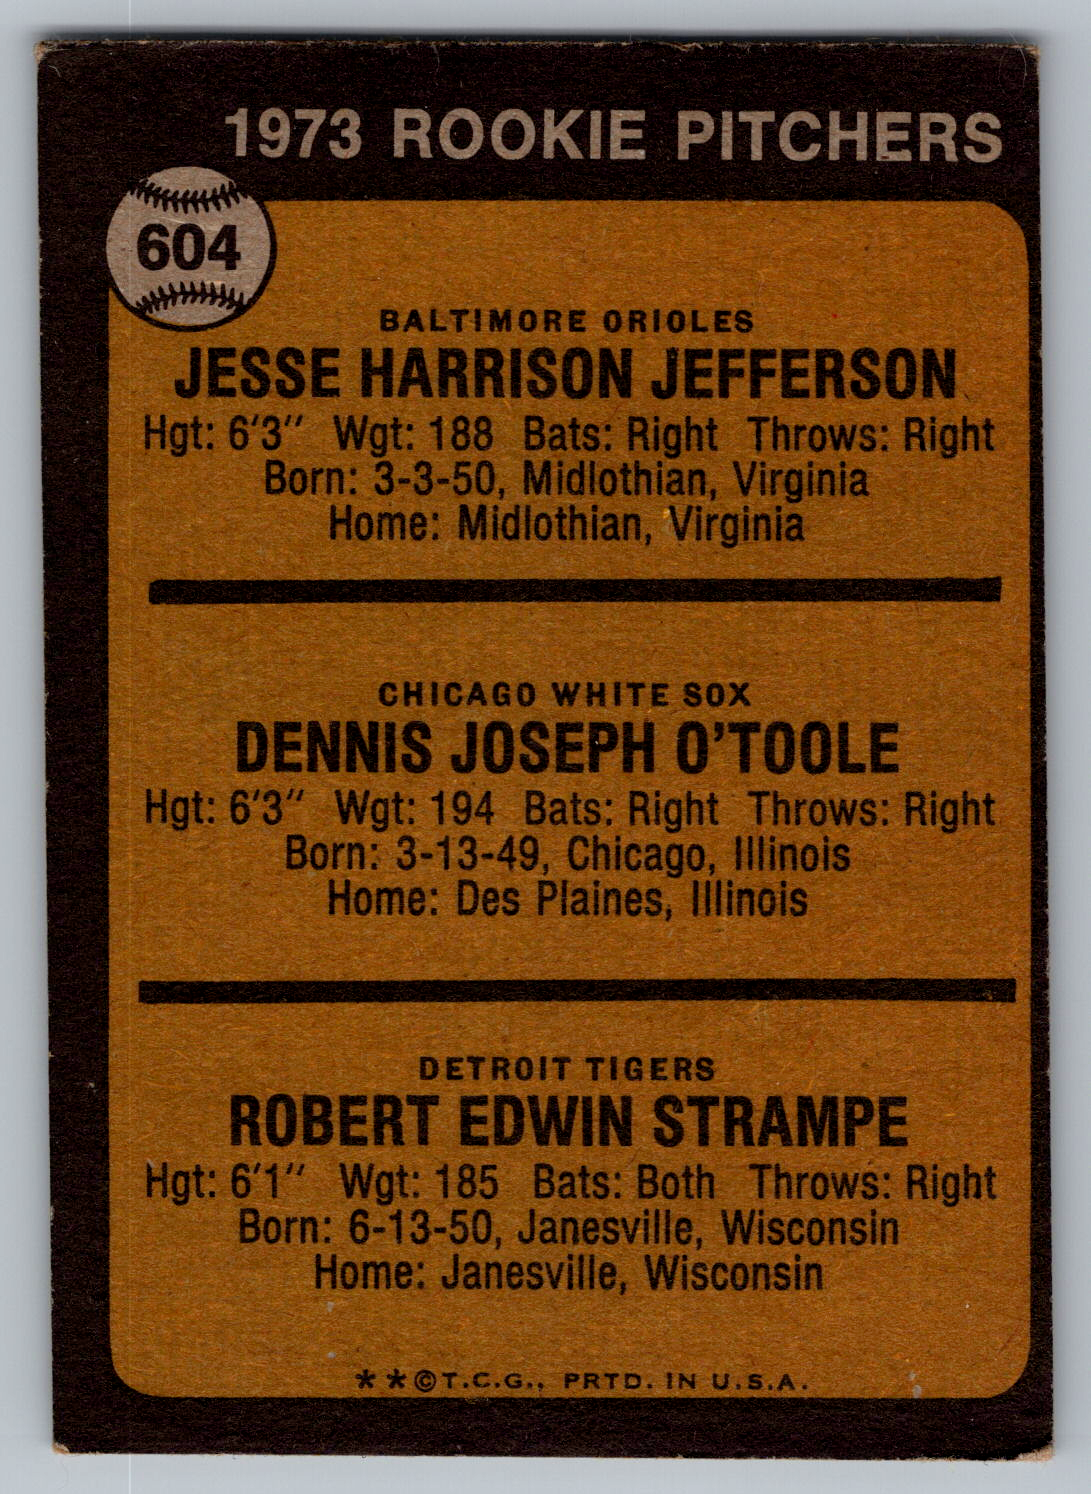 1973 ROOKIE PITCHERS
604
BALTIMORE ORIOLES
JESSE HARRISON JEFFERSON
Hgt: 6'3" Wgt: 188 Bats: Right Throws: Right
Born: 3-3-50, Midlothian, Virginia
Home: Midlothian, Virginia
CHICAGO WHITE SOX
DENNIS JOSEPH O'TOOLE
Hgt: 6'3" Wgt: 194 Bats: Right Throws: Right
Born: 3-13-49, Chicago, Illinois
Home: Des Plaines, Illinois
DETROIT TIGERS
ROBERT EDWIN STRAMPE
Hgt: 6'1" Wgt: 185 Bats: Both Throws: Right
Born: 6-13-50, Janesville, Wisconsin
Home: Janesville, Wisconsin
**©T.C.G., PRTD. IN U.S.A.